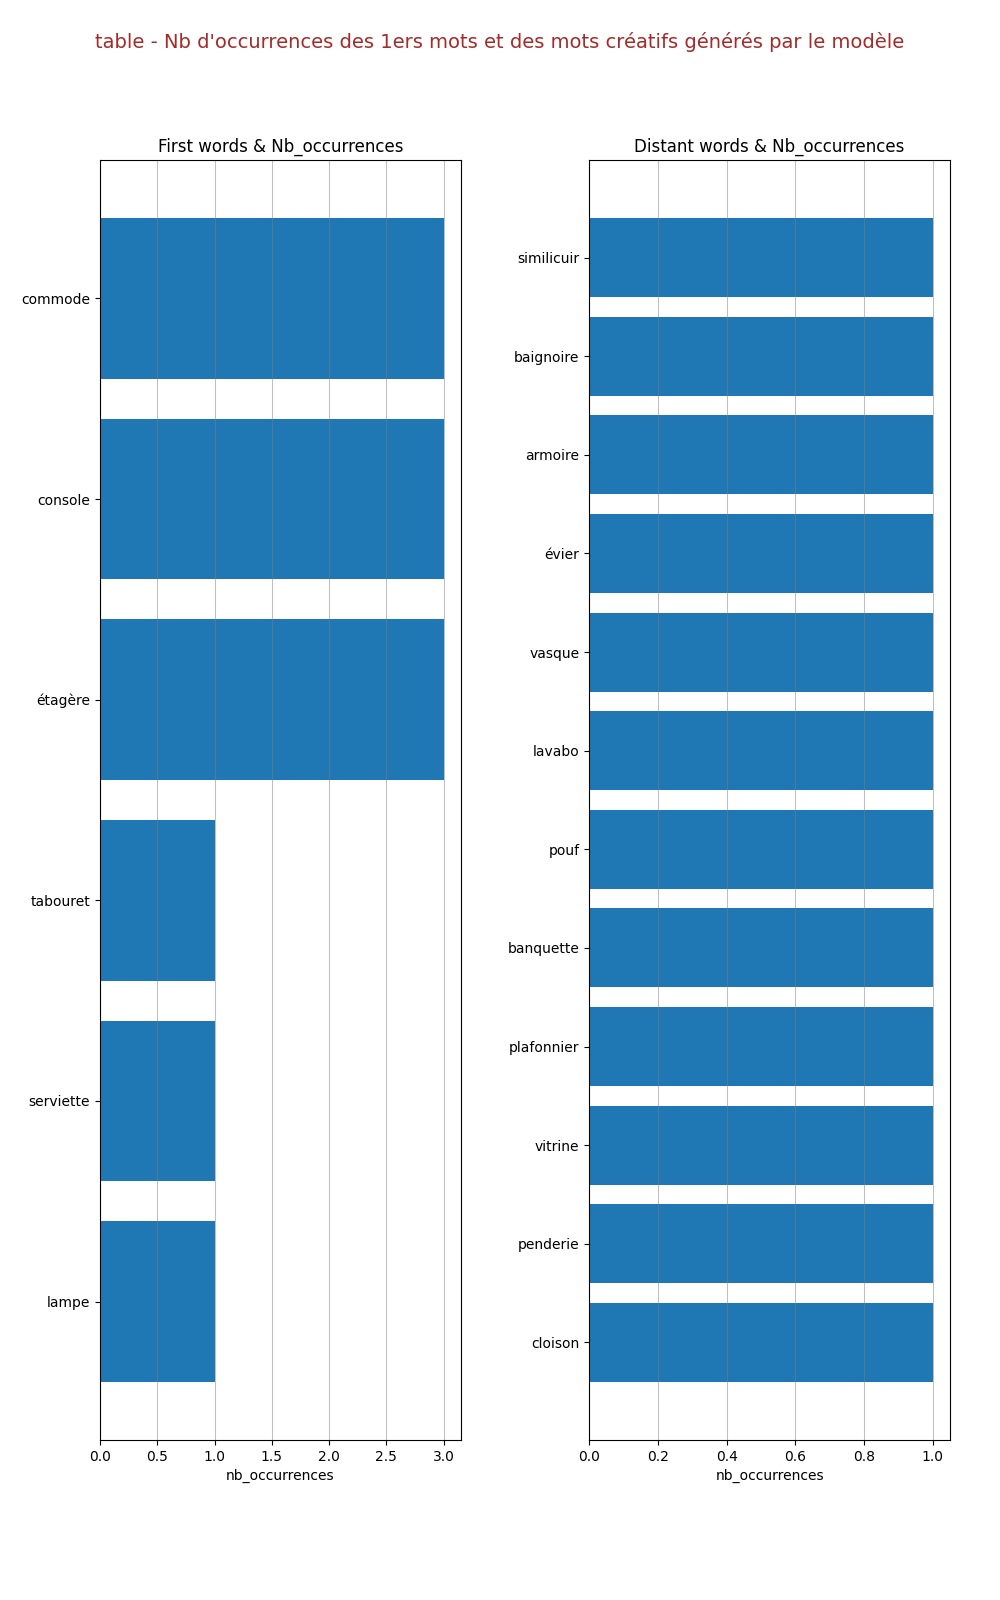 table - Nb d'occurrences des 1ers mots et des mots créatifs générés par le modèle
First words & Nb_occurrences
commode
console
étagère
tabouret
serviette
lampe
0.0 0.5 1.0 1.5 2.0 2.5 3.0
nb_occurrences
Distant words & Nb_occurrences
similicuir
baignoire
armoire
évier
vasque
lavabo
pouf
banquette
plafonnier
vitrine
penderie
cloison
0.0 0.2 0.4 0.6 0.8 1.0
nb_occurrences